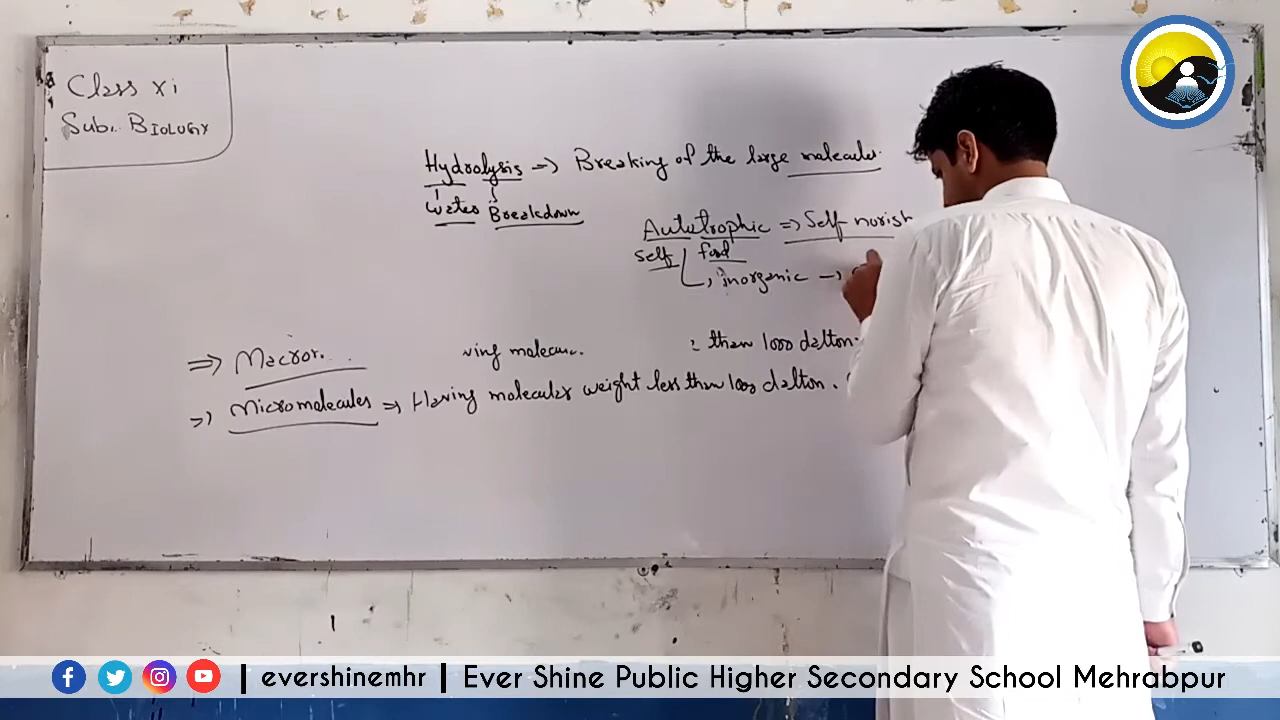 Class XI
Sub. BIOLOGY
Hydrolysis => Breaking of the large molecules.
Water Breakdown
Autotrophic => Self norish
Self food
inorganic →
=> Macro
ving molecu
than 1000 dalton.
=> Micromolecules => Having molecular weight less than 1000 dalton.
| evershinemhr | Ever Shine Public Higher Secondary School Mehrabpur